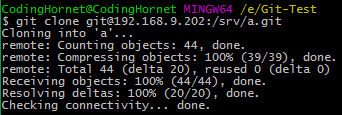 CodingHornet@CodingHornet MINGW64 /e/Git-Test
$ git clone git@192.168.9.202:/srv/a.git
Cloning into 'a'...
remote: Counting objects: 44, done.
remote: Compressing objects: 100% (39/39), done.
remote: Total 44 (delta 20), reused 0 (delta 0)
Receiving objects: 100% (44/44), done.
Resolving deltas: 100% (20/20), done.
Checking connectivity... done.